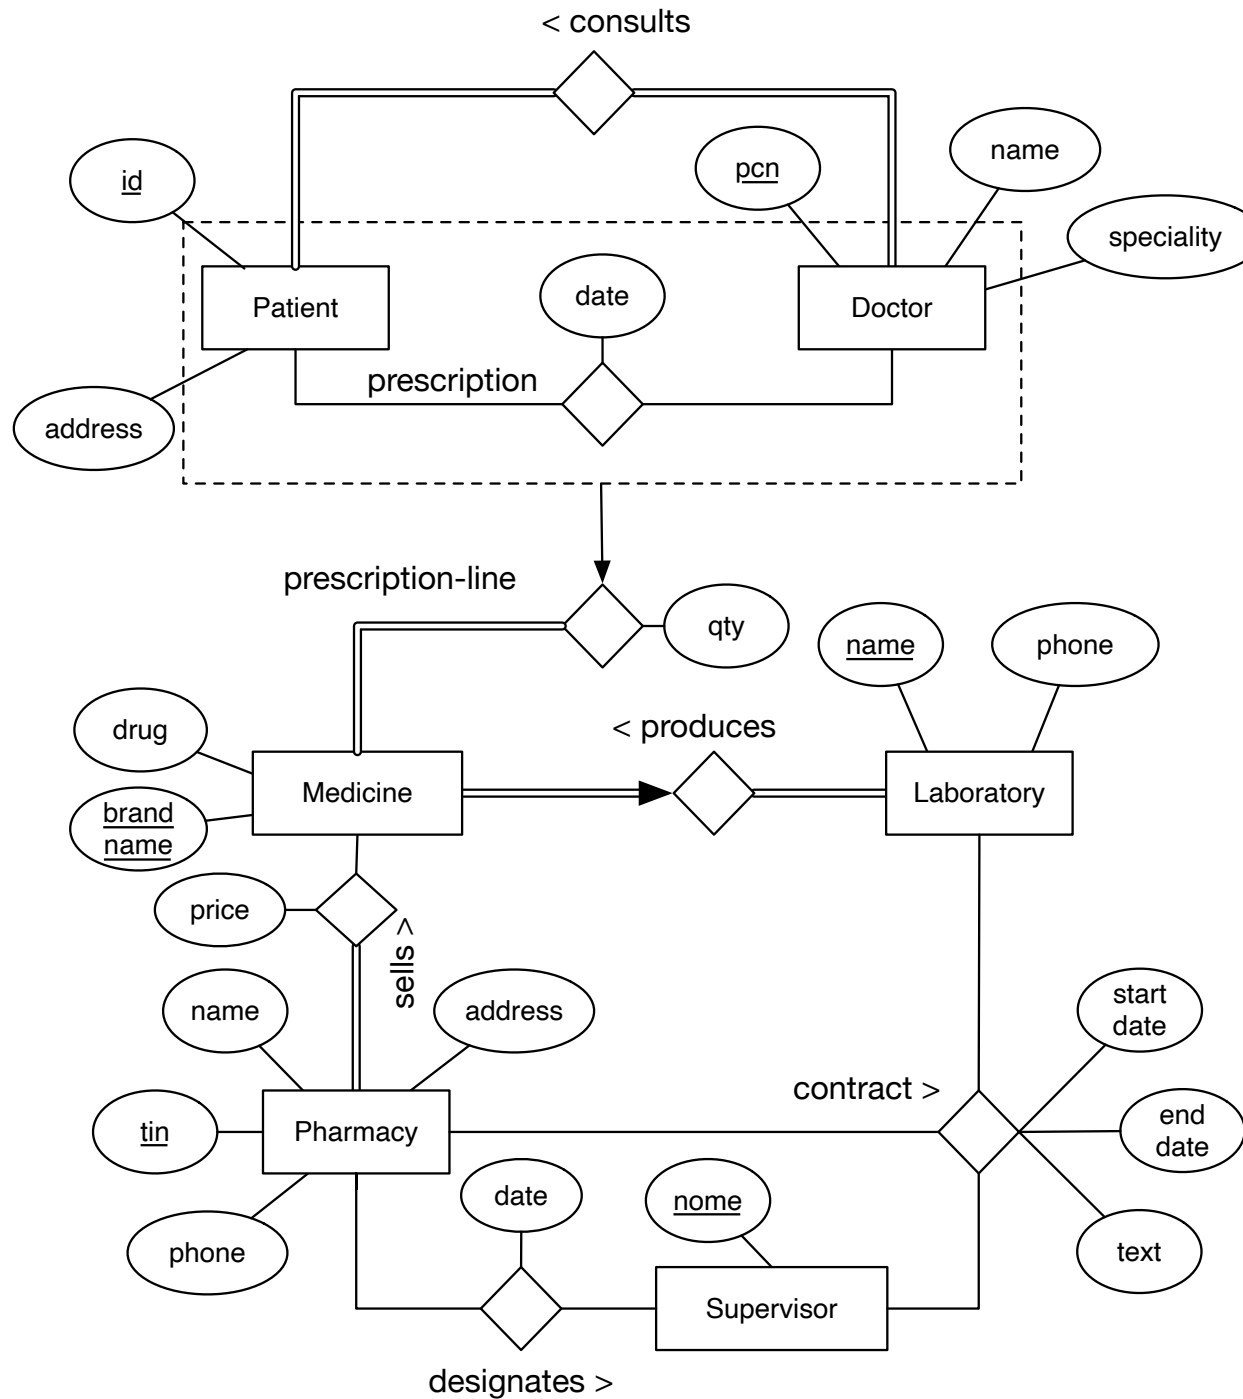 < consults
id
pcn
name
speciality
Patient
date
Doctor
prescription
address
prescription-line
qty
name
phone
drug
< produces
Medicine
Laboratory
brand
name
price
sells >
name
address
start
date
contract >
tin
Pharmacy
end
date
date
nome
phone
text
Supervisor
designates >